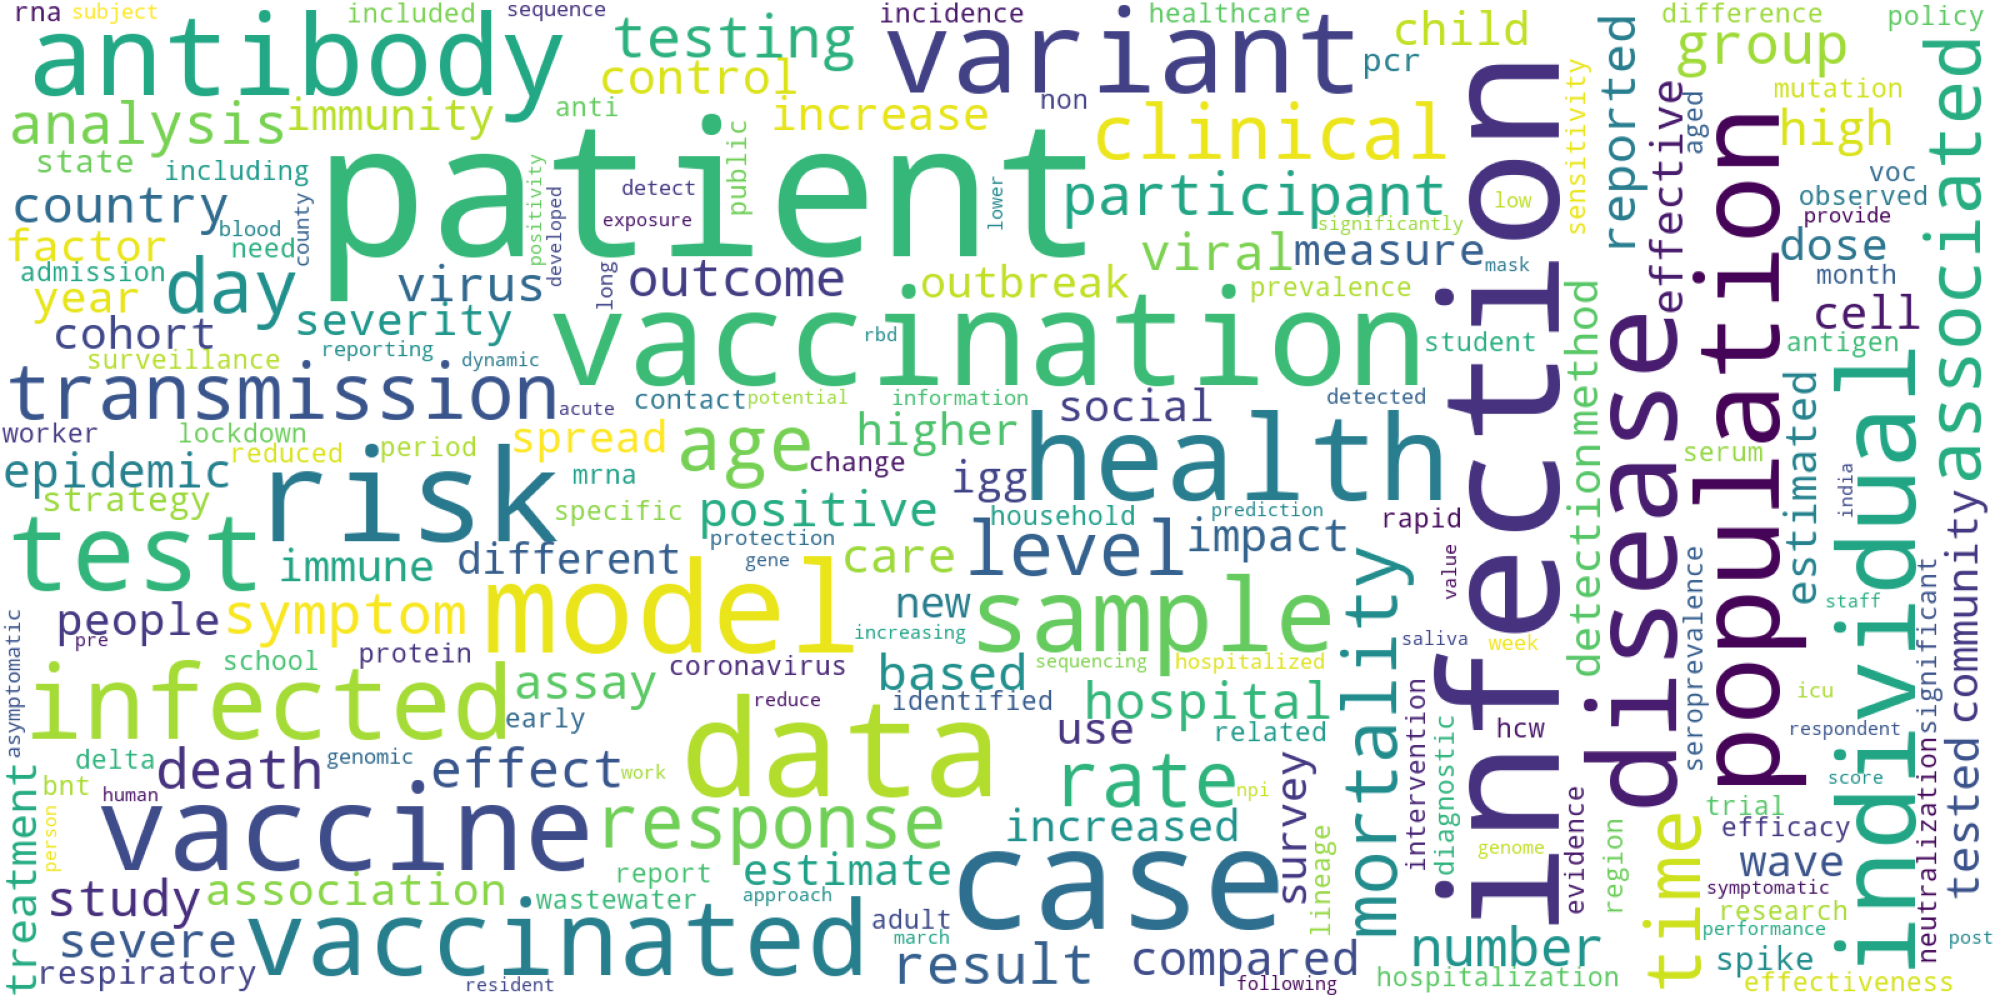 rna subject included sequence incidence healthcare difference policy
antibody testing variant child pcr group
control reported
analysis immunity anti increase non clinical sensitivity effective aged mutation high associated
state including patient positivity developed detect exposure public lower participant low infection population voc observed provide
country blood county need significantly
factor admission day virus long outcome outbreak viral measure mask prevalence dose month
year cohort severity vaccination rbd student method disease cell antigen
surveillance reporting dynamic
transmission acute contact potential information social detected individual
worker lockdown reduced period spread age change higher health
epidemic risk mrna igg serum india estimated community
strategy specific positive household prediction rapid detection
test immune different protection gene care level impact value
people pre symptom model new increasing sample mortality saliva week seroprevalence staff significant
asymptomatic school protein coronavirus based sequencing hospitalized
infected assay early reduce identified hospital icu respondent
delta death genomic effect work data use related hcw intervention diagnostic
bnt human rate npi survey score tested neutralization
treatment person vaccine response increased genome evidence region trial efficacy
study association report wastewater estimate approach case lineage time wave symptomatic research
severe vaccinated adult march number performance spike post
respiratory resident result compared following hospitalization effectiveness